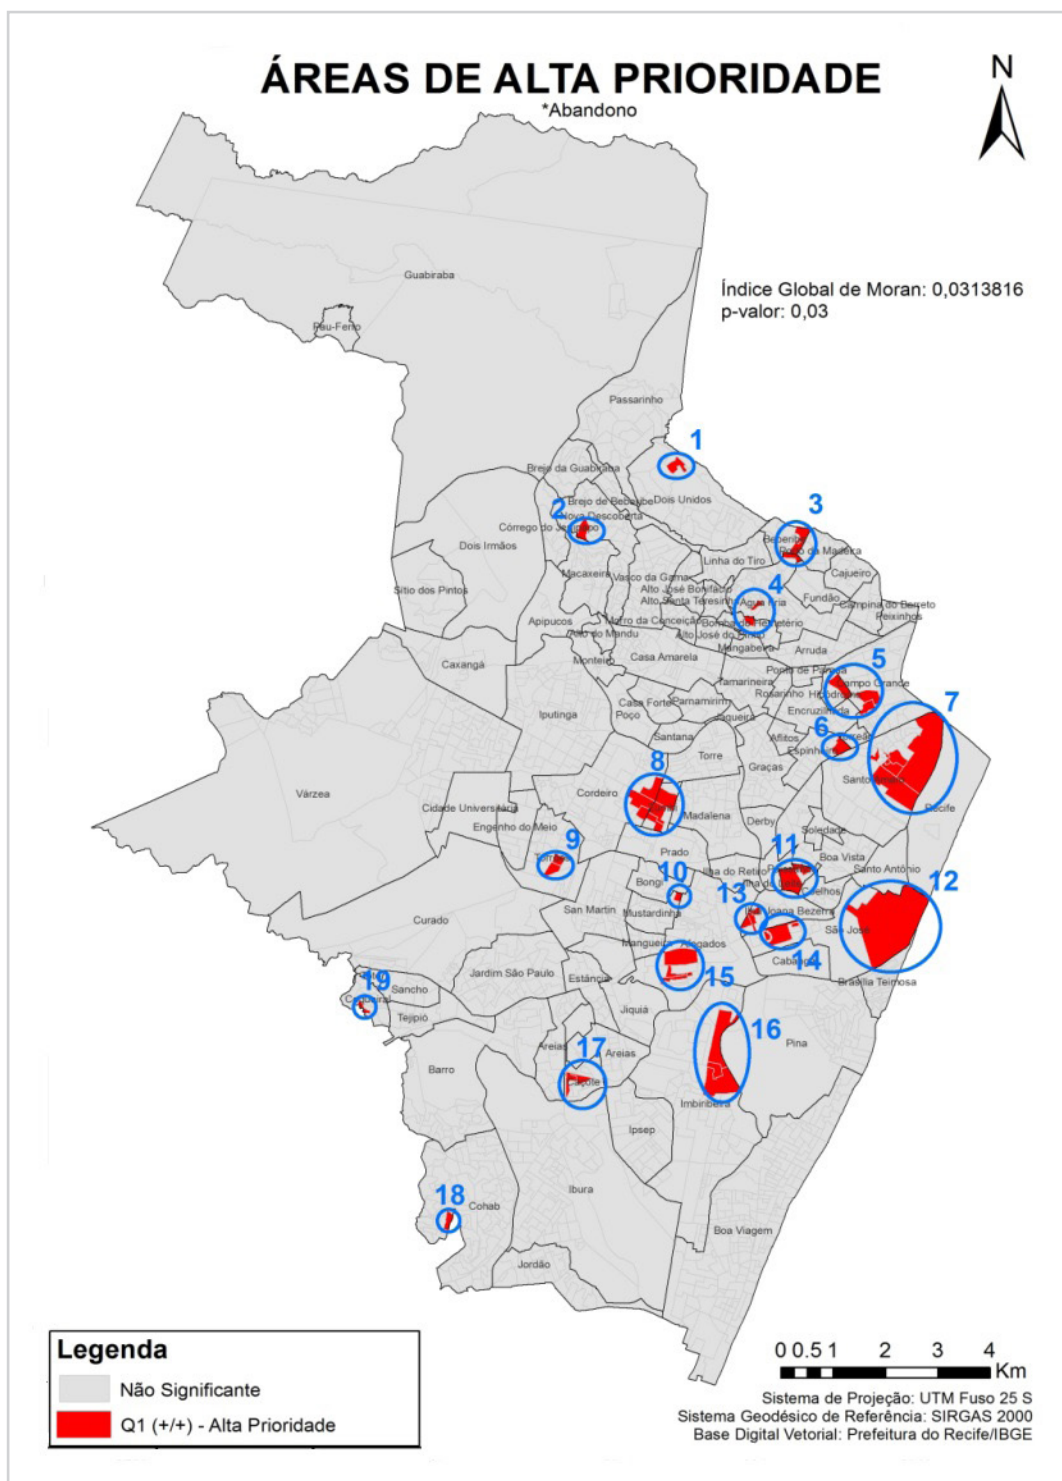 ÁREAS DE ALTA PRIORIDADE
*Abandono
N
Guabiraba
Índice Global de Moran: 0,0313816
p-valor: 0,03
Pau-Ferro
Passarinho
1
Brejo da Guabiraba
Dois Unidos
Brejo de Beberibe
2
Nova Descoberta
3
Córrego do Jenipapo
Beberibe
Dois Irmãos
Porto da Madeira
Linha do Tiro
Macaxeira
Vasco da Gama
Cajueiro
4
Sítio dos Pintos
Alto José Bonifácio
Alto Santa Teresinha
Água Fria
Fundão
Campina do Barreto
Peixinhos
Apipucos
Morro da Conceição
Bomba do Hemetério
Alto do Mandu
Alto José do Pinho
Mangabeira
Arruda
Caxangá
Monteiro
Casa Amarela
5
Ponto de Parada
Tamarineira
Campo Grande
Rosarinho
Hipódromo
7
Casa Forte
Parnamirim
Iputinga
Poço
Jaqueira
Encruzilhada
6
Santana
Aflitos
Torreão
Espinheiro
Torre
8
Graças
Santo Amaro
Várzea
Cordeiro
Cidade Universitária
Madalena
Recife
Derby
Engenho do Meio
Soledade
9
Prado
11
Boa Vista
Torrões
Ilha do Retiro
Santo Antônio
10
Bongi
Ilha do Leite
Coelhos
12
13
San Martin
Mustardinha
Joana Bezerra
Curado
São José
Mangueira
Afogados
14
Cabanga
19
Jardim São Paulo
Estância
15
Brasília Teimosa
Sancho
Coqueiral
Jiquiá
Tejipió
16
17
Areias
Areias
Pina
Barro
Caçote
Imbiribeira
Ipsep
18
Ibura
Cohab
Boa Viagem
Jordão
Legenda
Não Significante
Q1 (+/+) - Alta Prioridade
0 0.5 1 2 3 4
Km
Sistema de Projeção: UTM Fuso 25 S
Sistema Geodésico de Referência: SIRGAS 2000
Base Digital Vetorial: Prefeitura do Recife/IBGE